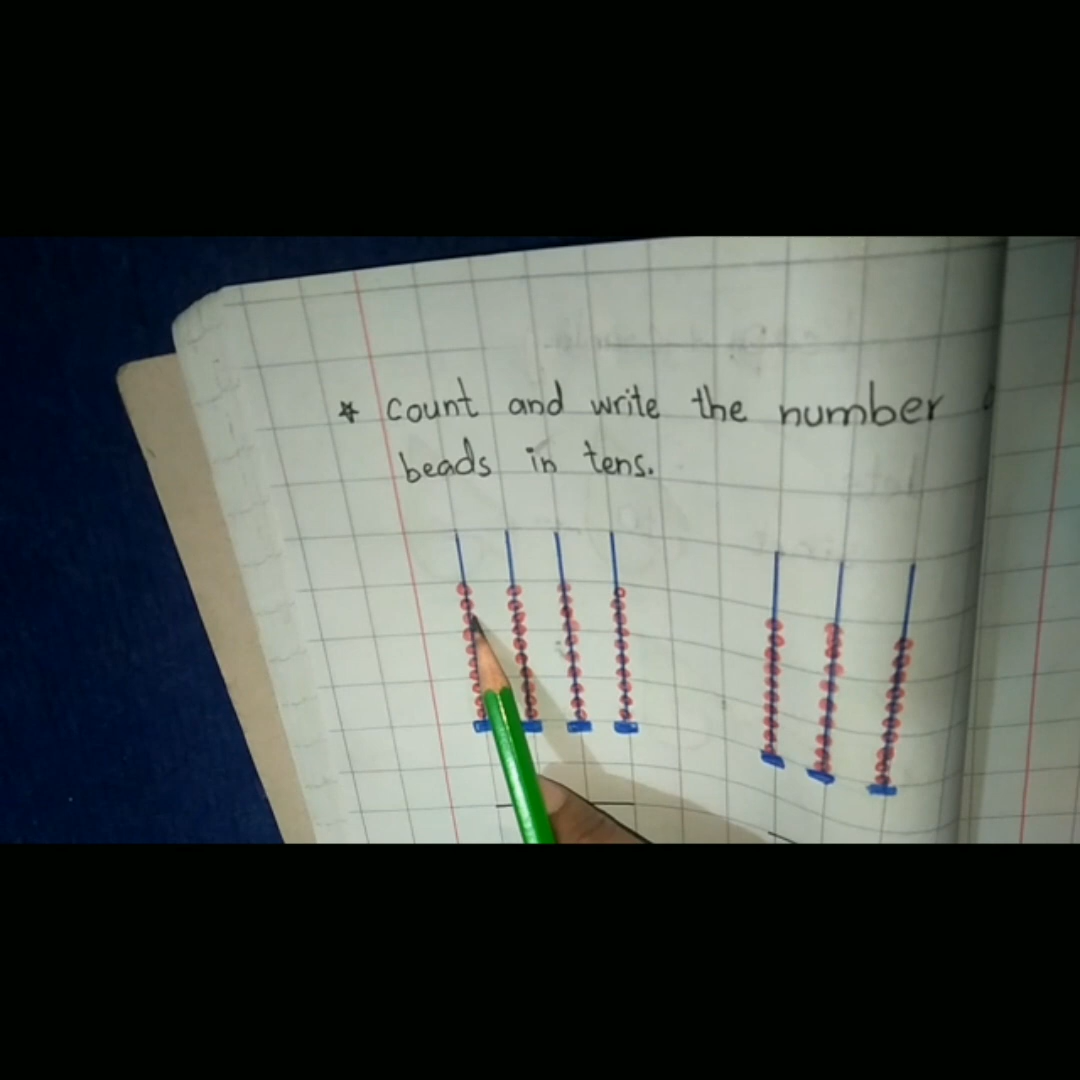 * Count and write the number
beads in tens.